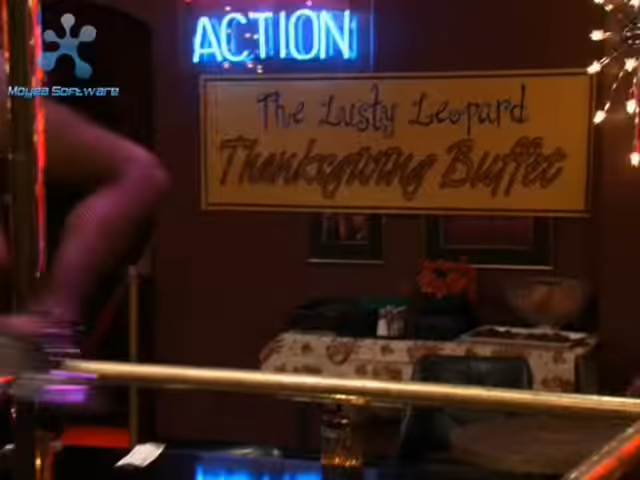 ACTION
Moyea Software
The Lusty Leopard
Thanksgiving Buffet